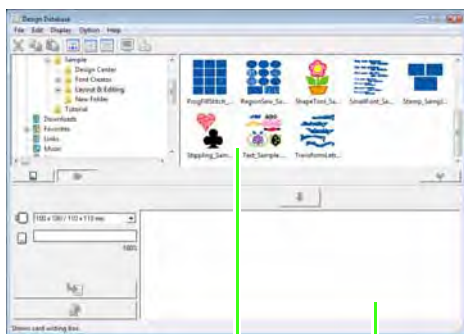 Design Database
File Edit Display Option Help
Sample
Design Center
Font Creator
Layout & Editing
New Folder
Tutorial
Downloads
Favorites
Links
Music
ProgFillStitch_...
RegionSew_Sa...
ShapeTool_Sa...
SmallFont_Sa...
Stamp_Sampl...
Stippling_Sam...
Text_Sample...
TransformLett...
100 x 100 / 110 x 110 mm
100%
Shows card writing box.